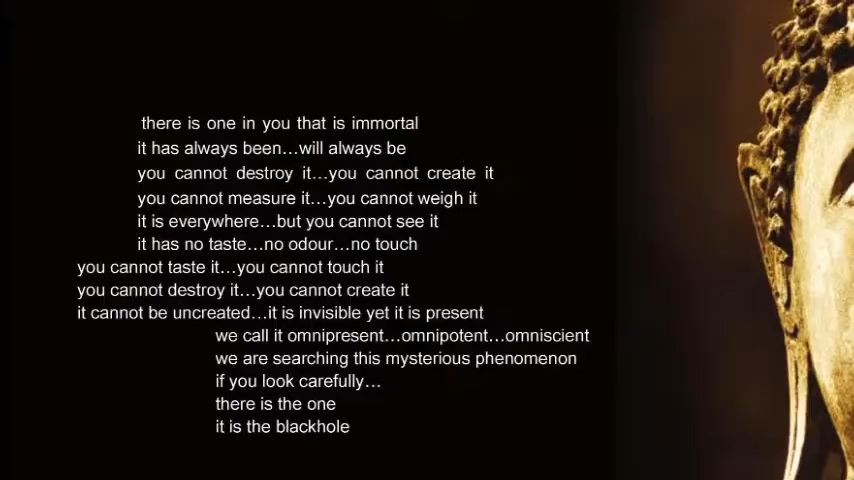 there is one in you that is immortal
it has always been...will always be
you cannot destroy it...you cannot create it
you cannot measure it...you cannot weigh it
it is everywhere...but you cannot see it
it has no taste...no odour...no touch
you cannot taste it...you cannot touch it
you cannot destroy it...you cannot create it
it cannot be uncreated...it is invisible yet it is present
we call it omnipresent...omnipotent...omniscient
we are searching this mysterious phenomenon
if you look carefully...
there is the one
it is the blackhole